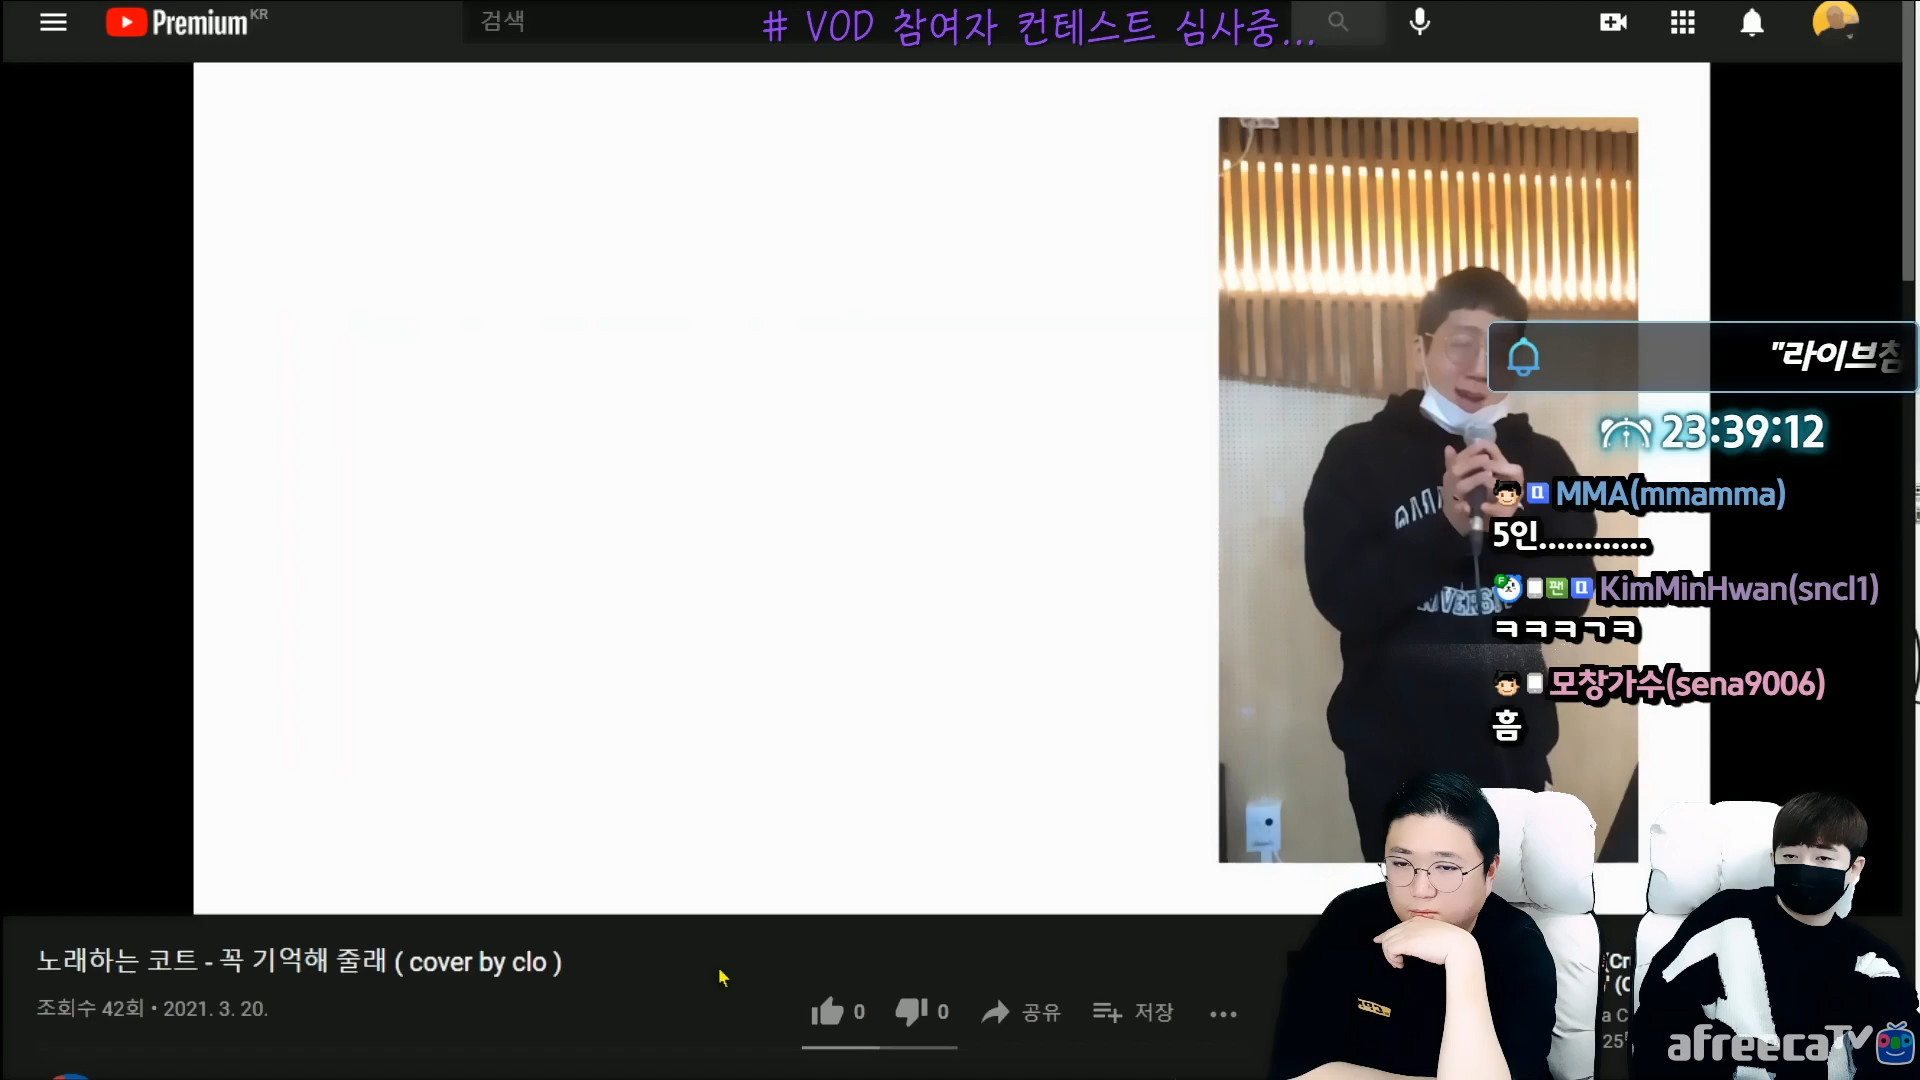 Premium KR
검색
# VOD 참여자 컨테스트 심사중...
"라이브참
23:39:12
MMA(mmamma)
5인............
팬 KimMinHwan(sncl1)
ㅋㅋㅋㄱㅋ
모창가수(sena9006)
흠
노래하는 코트 - 꼭 기억해 줄래 ( cover by clo )
조회수 42회 • 2021. 3. 20.
0
0
공유
저장
afreecaTV